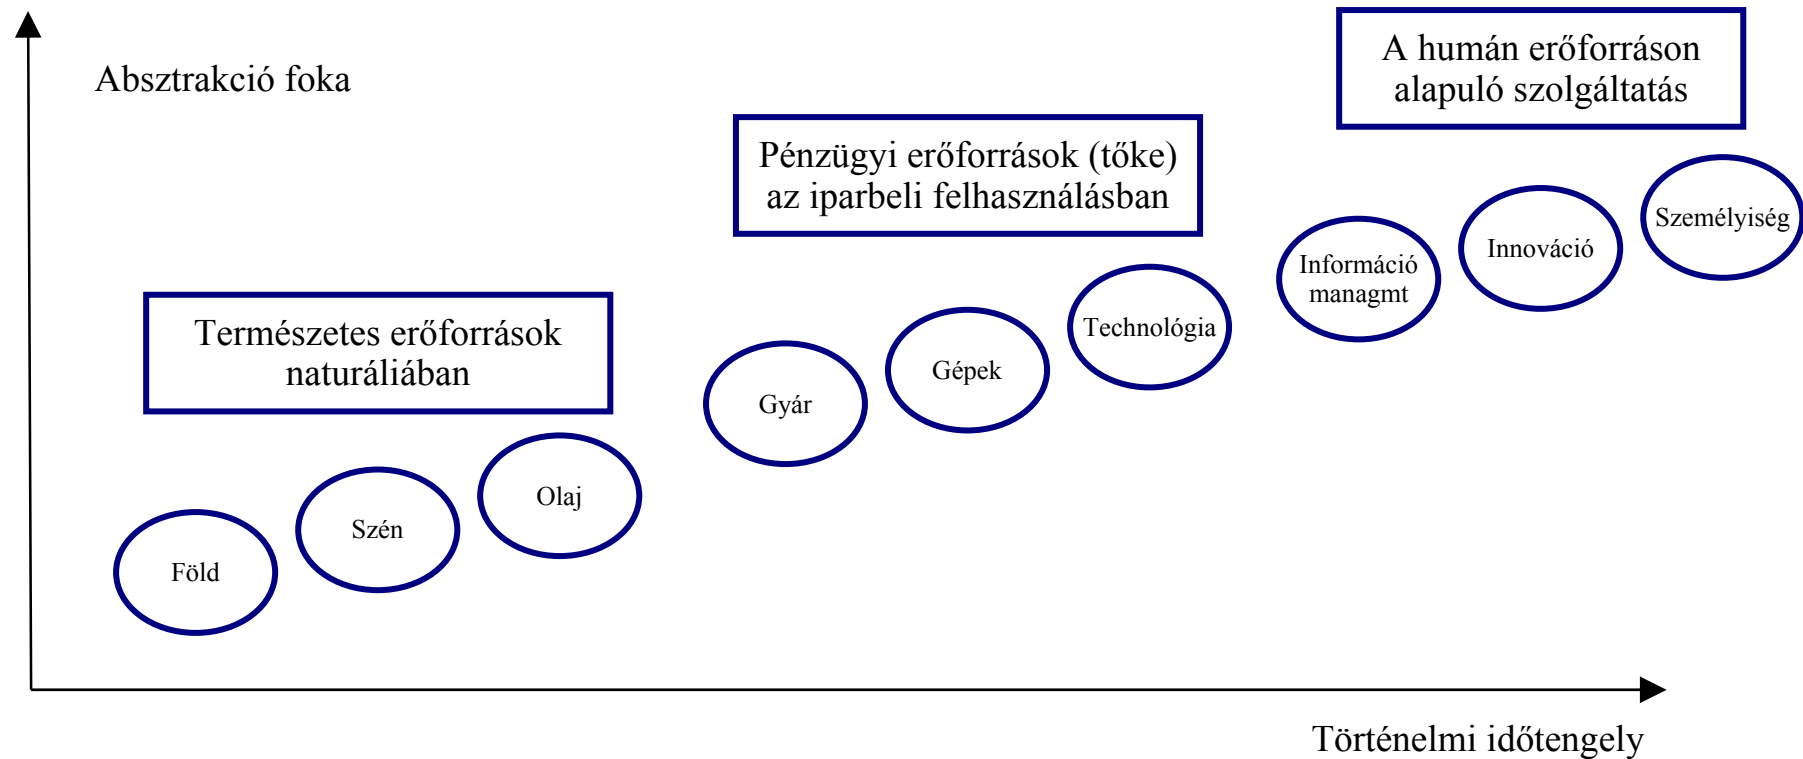 Absztrakció foka
A humán erőforráson
alapuló szolgáltatás
Pénzügyi erőforrások (tőke)
az iparbeli felhasználásban
Természetes erőforrások
naturáliában
Föld
Szén
Olaj
Gyár
Gépek
Technológia
Információ
managmt
Innováció
Személyiség
Történelmi időtengely